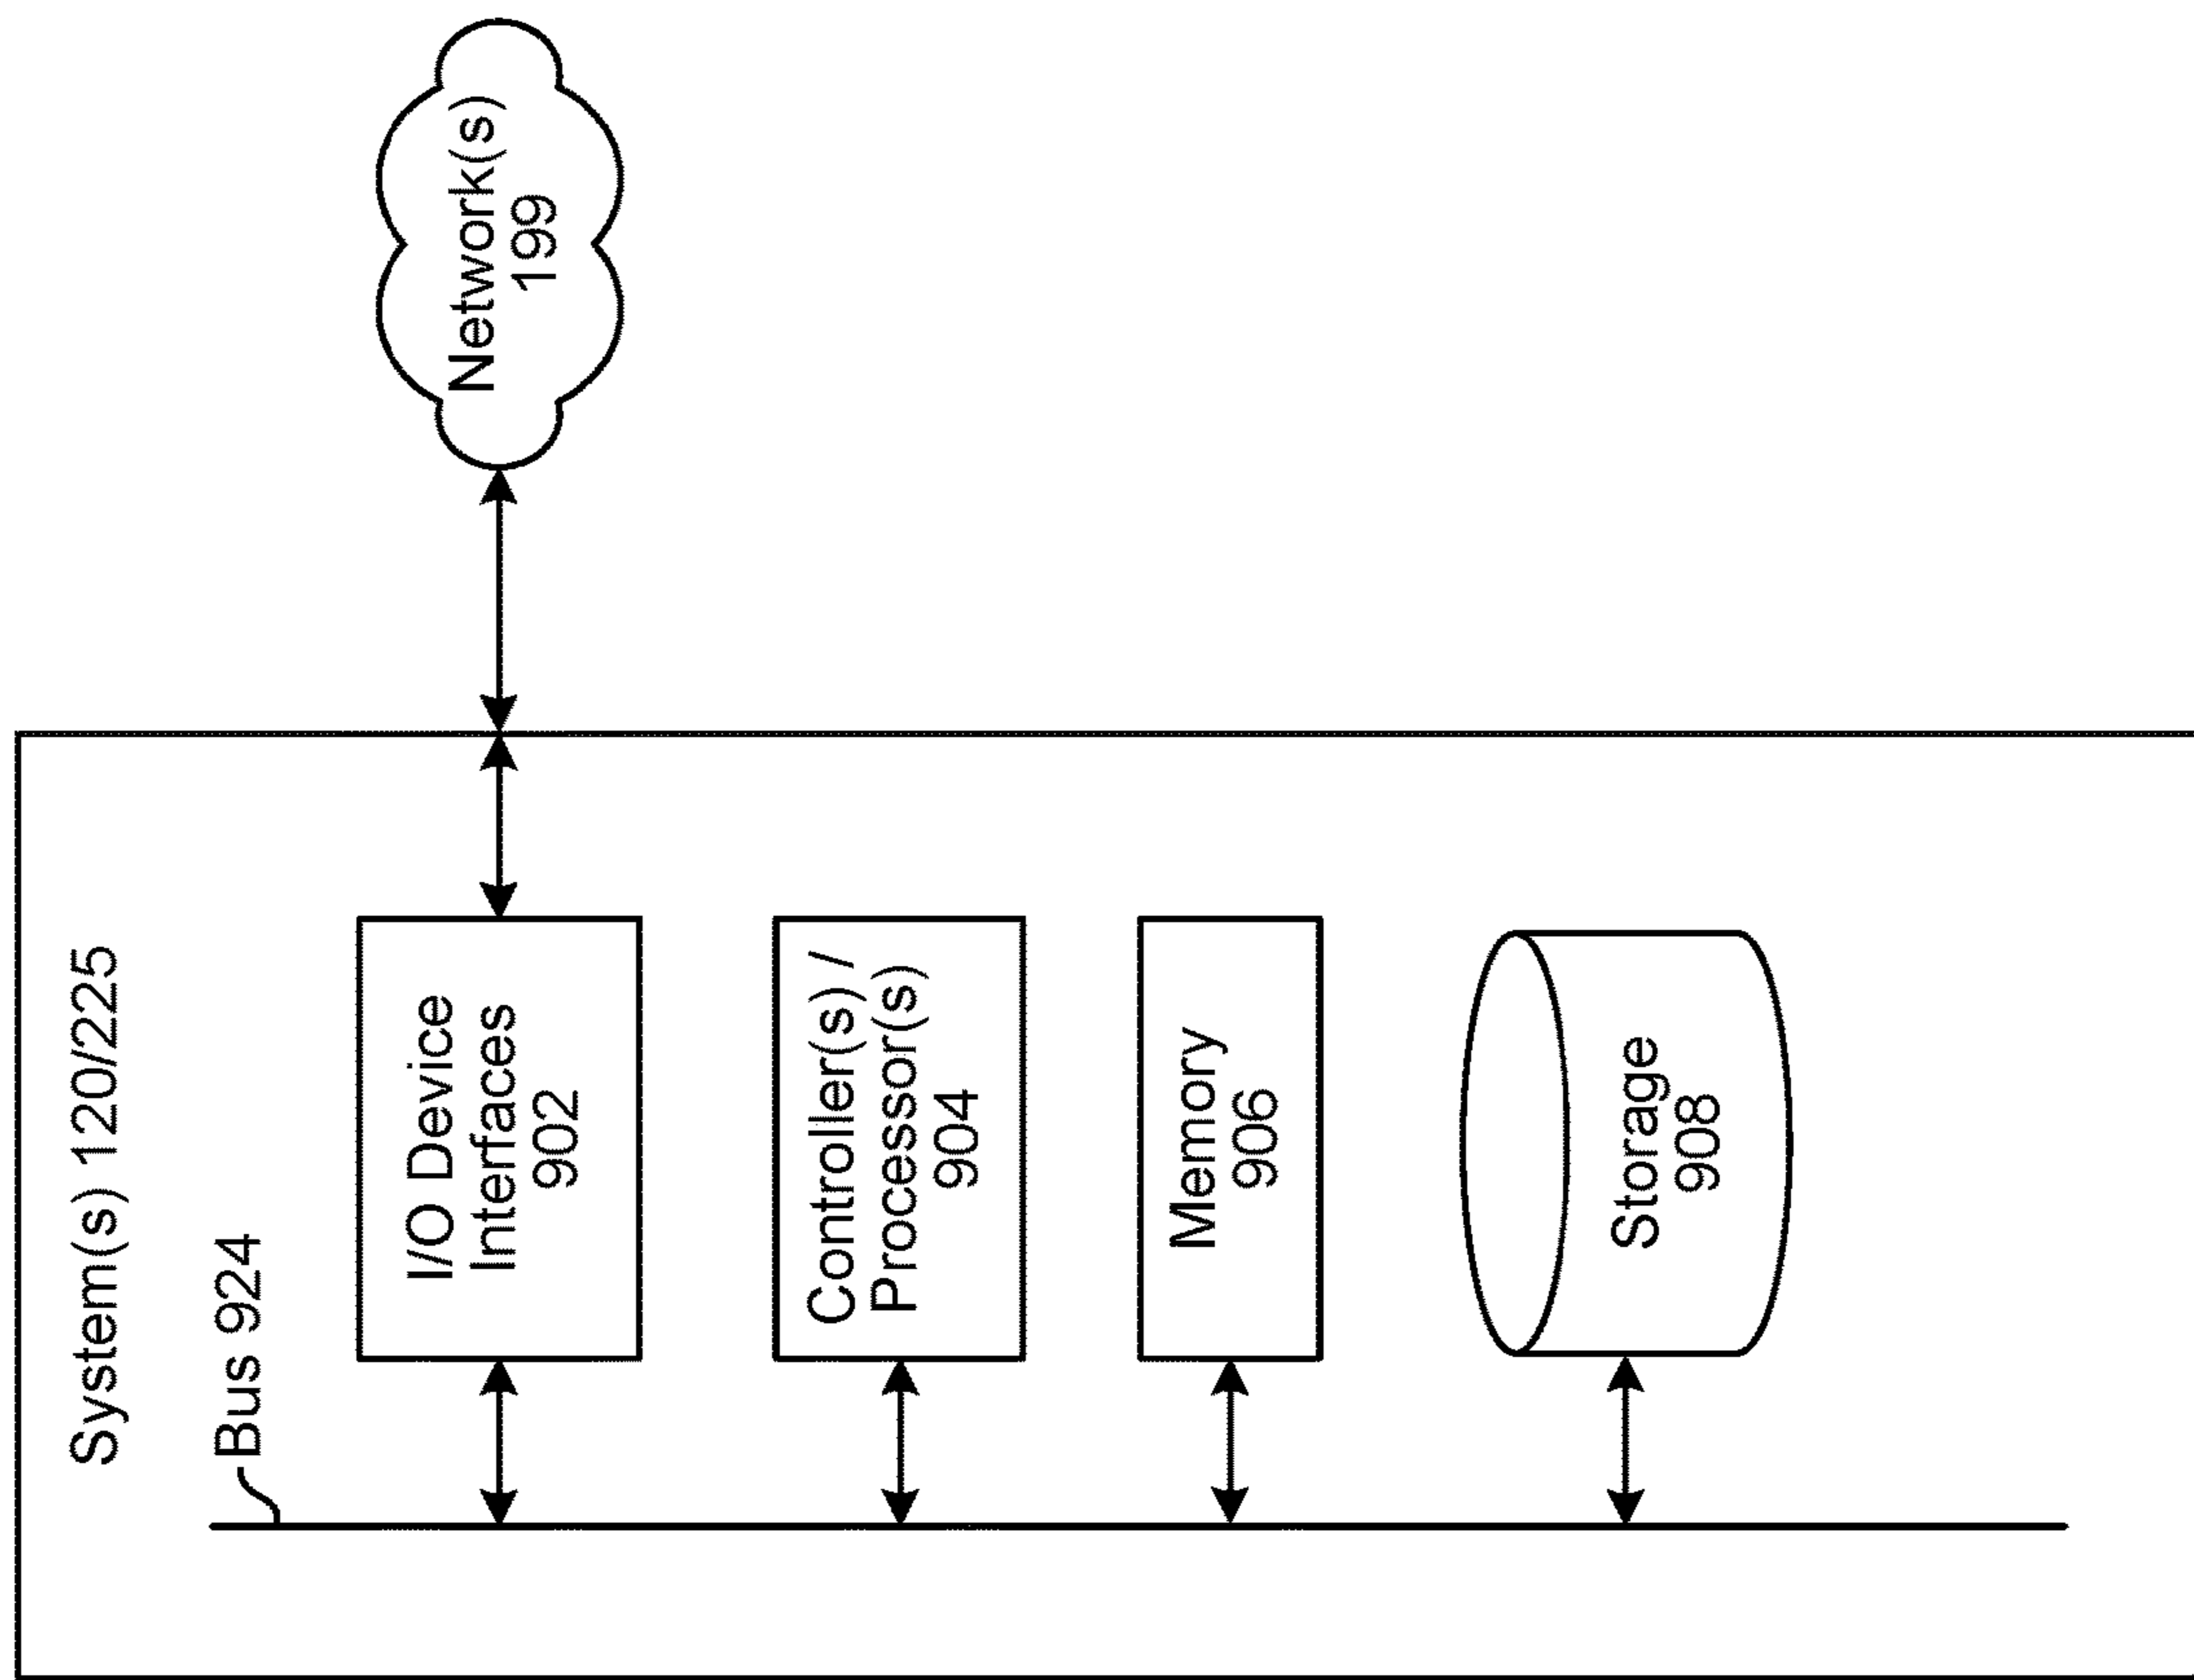 System(s) 120/225
Bus 924
I/O Device
Interfaces
902
Controller(s) /
Processor(s)
904
Memory
906
Storage
908
Network(s)
199